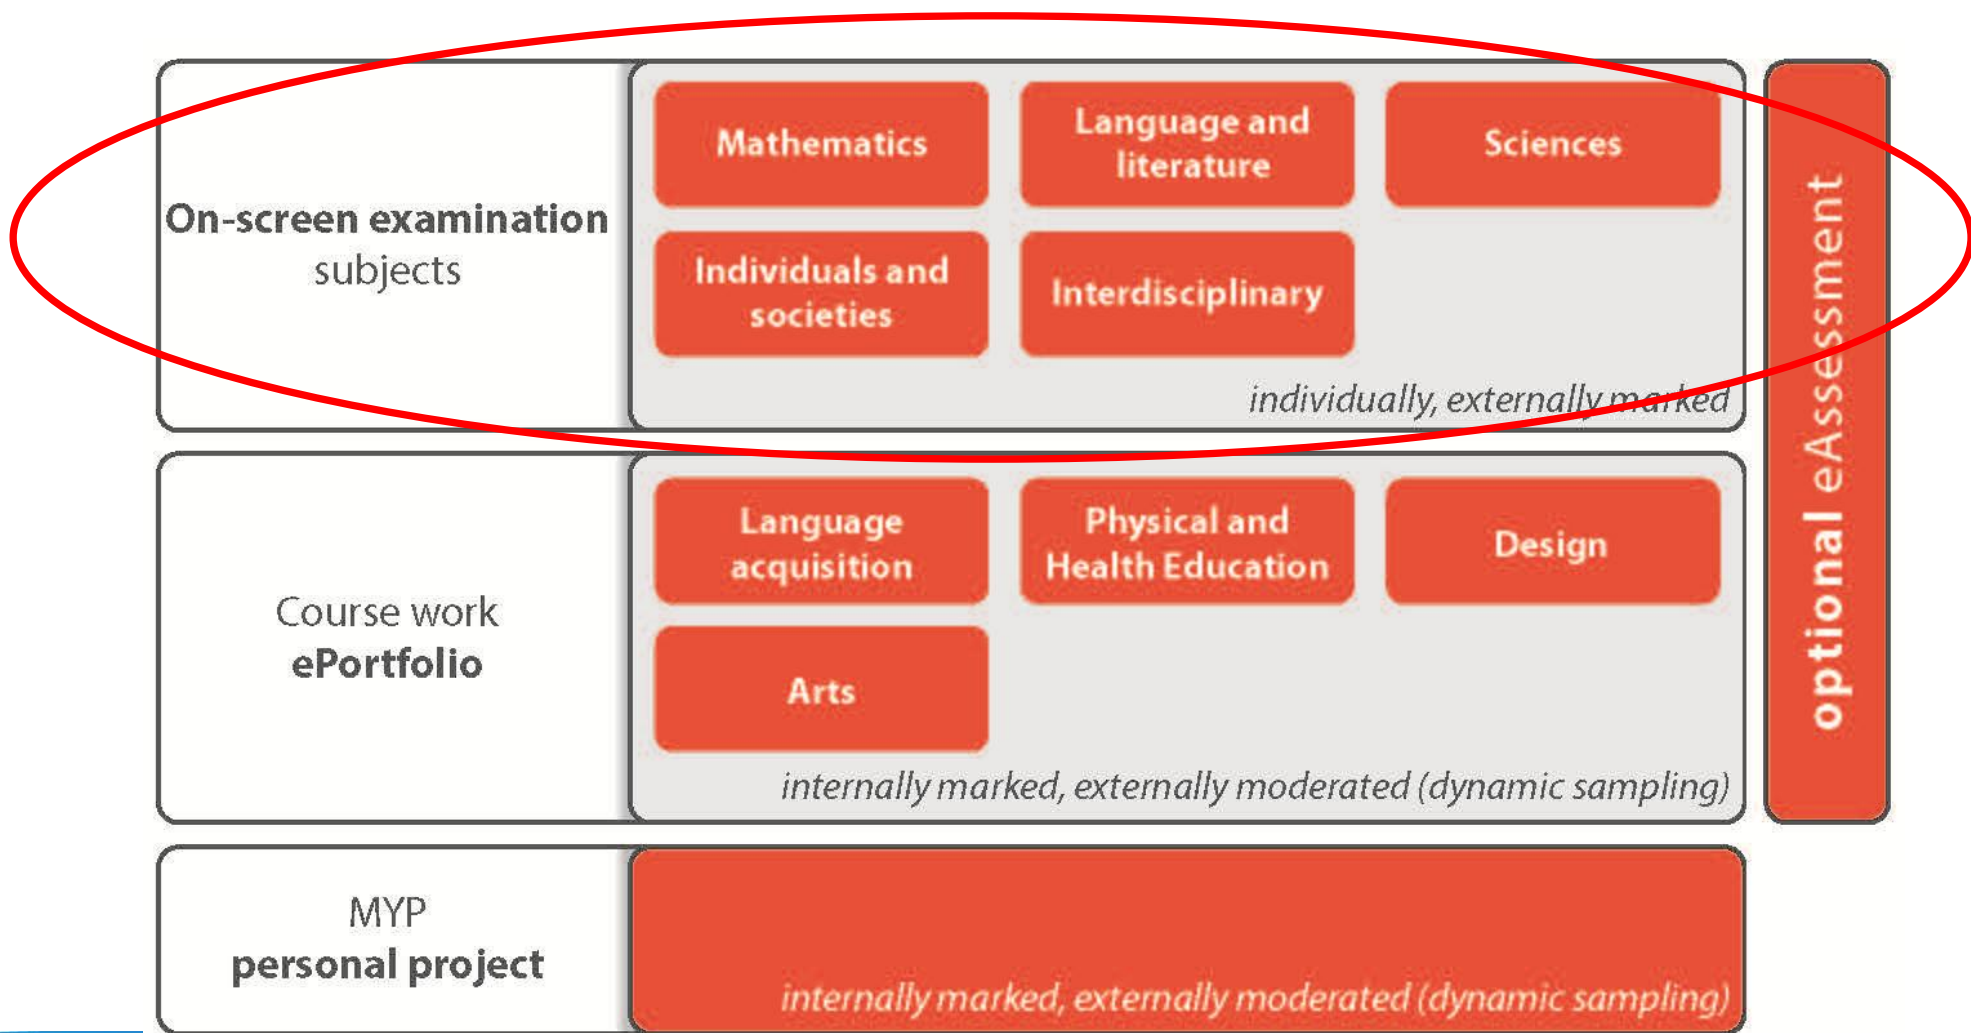 On-screen examination
subjects
Mathematics
Language and
literature
Sciences
Individuals and
societies
Interdisciplinary
individually, externally marked
Course work
ePortfolio
Language
acquisition
Physical and
Health Education
Design
Arts
internally marked, externally moderated (dynamic sampling)
MYP
personal project
internally marked, externally moderated (dynamic sampling)
optional eAssessment